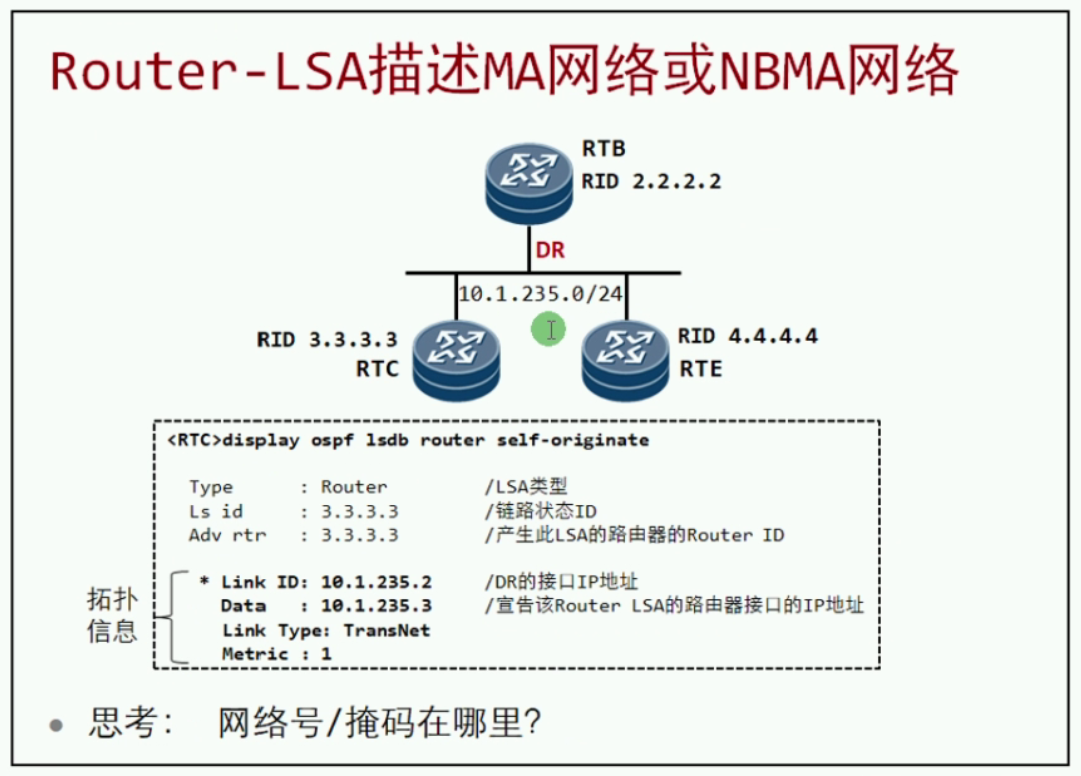 Router-LSA描述MA网络或NBMA网络
RTB
RID 2.2.2.2
DR
10.1.235.0/24
RID 3.3.3.3
RTC
RID 4.4.4.4
RTE
<RTC>display ospf lsdb router self-originate
Type : Router /LSA类型
Ls id : 3.3.3.3 /链路状态ID
Adv rtr : 3.3.3.3 /产生此LSA的路由器的Router ID
拓扑
信息
* Link ID: 10.1.235.2 /DR的接口IP地址
Data : 10.1.235.3 /宣告该Router LSA的路由器接口的IP地址
Link Type: TransNet
Metric : 1
• 思考： 网络号/掩码在哪里?